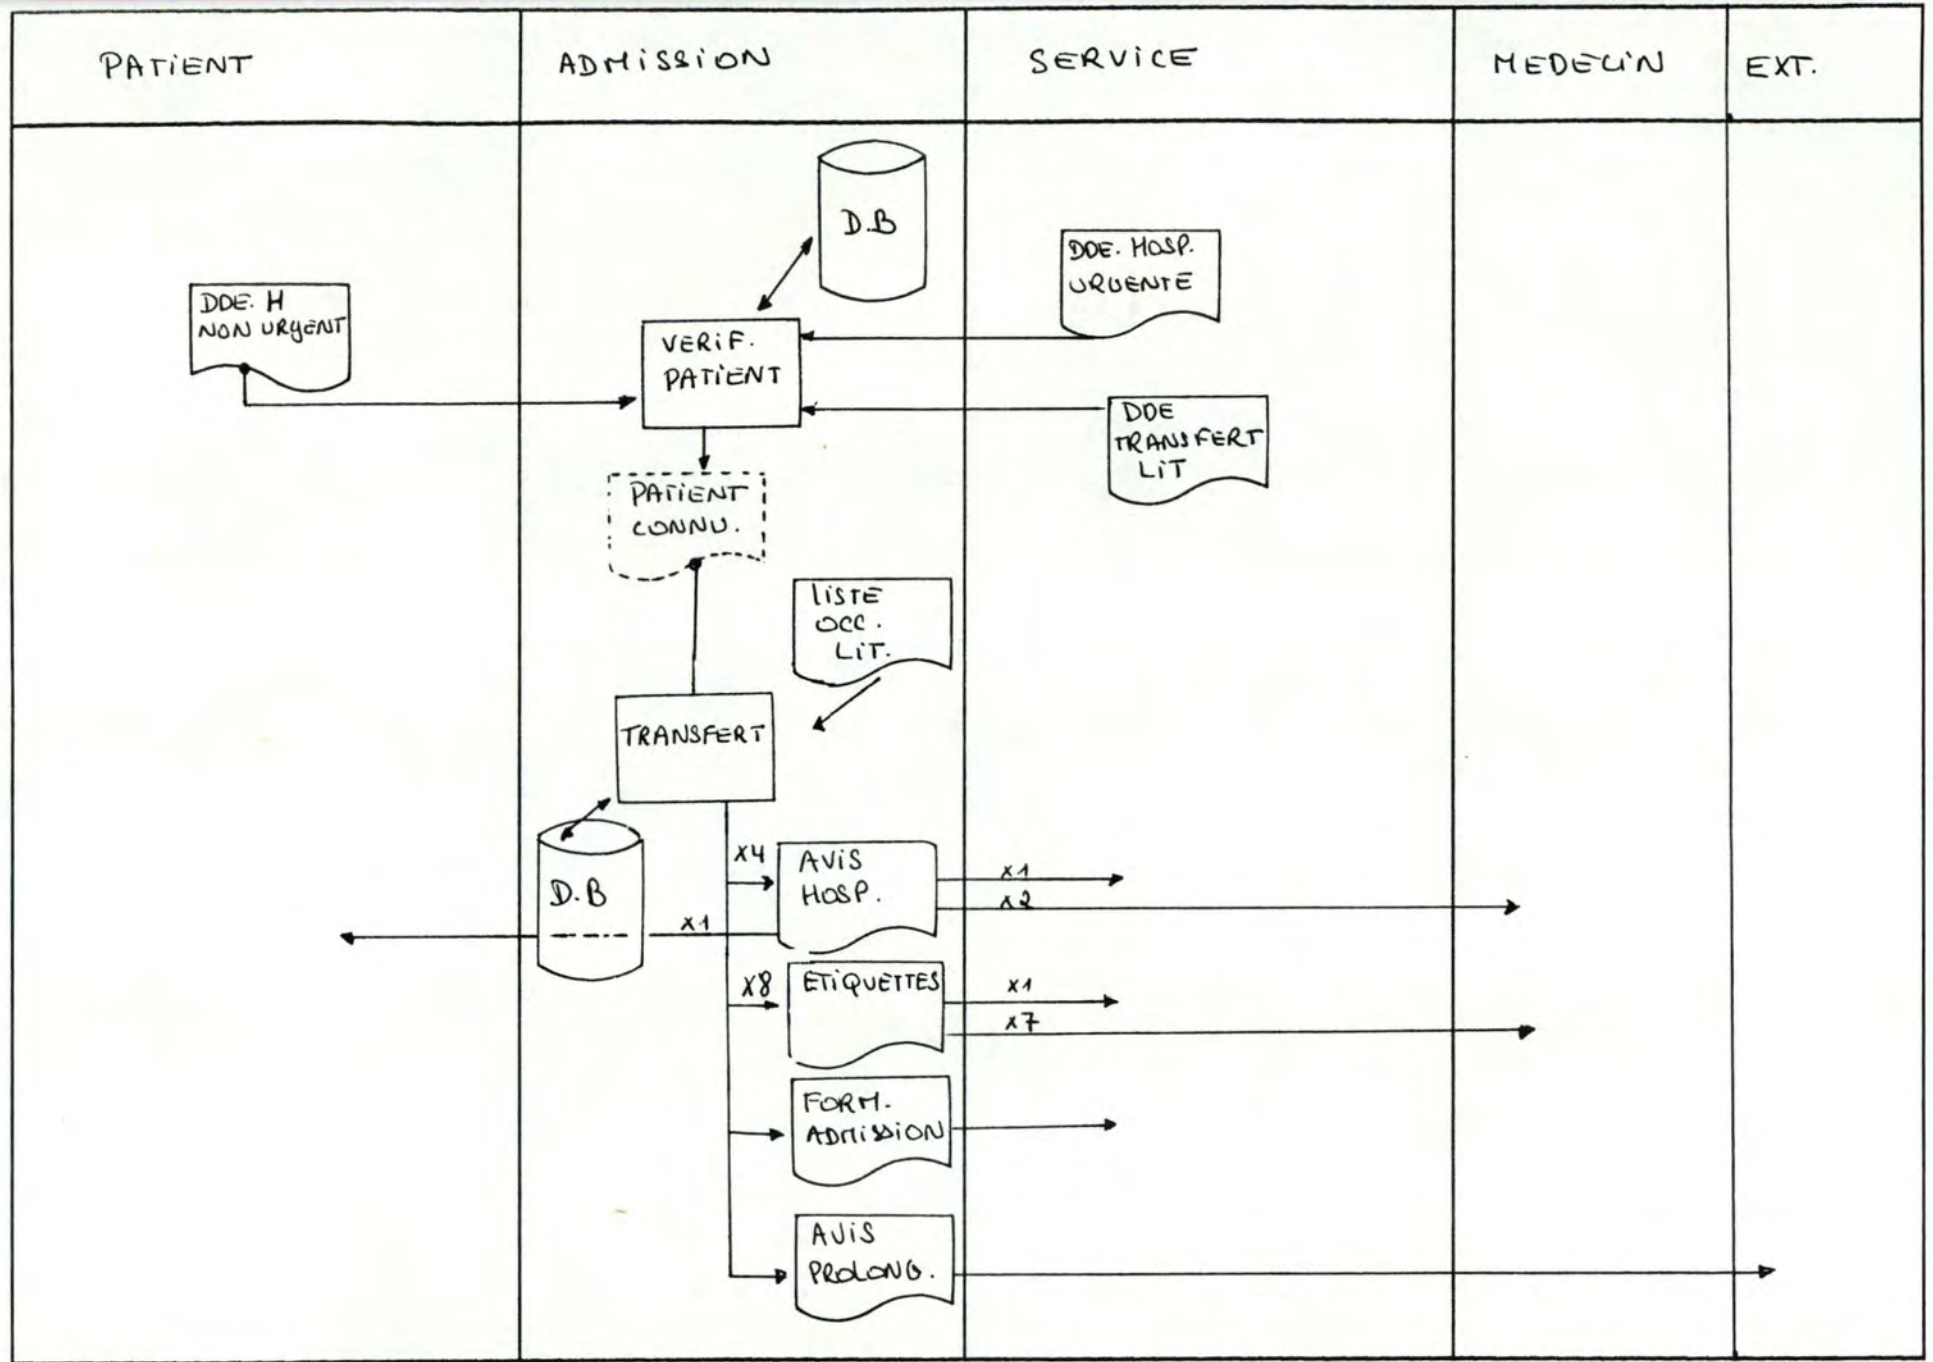 PATIENT
ADMISSION
SERVICE
MEDECIN
EXT.
D.B
DDE. HOSP.
URGENTE
DDE. H
NON URGENT
VERIF.
PATIENT
DDE
TRANSFERT
LIT
PATIENT
CONNU.
LISTE
OCC.
LIT.
TRANSFERT
X4
AVIS
HOSP.
X1
X2
D.B
X1
X8
ETIQUETTES
X1
X7
FORM.
ADMISSION
AVIS
PROLONG.